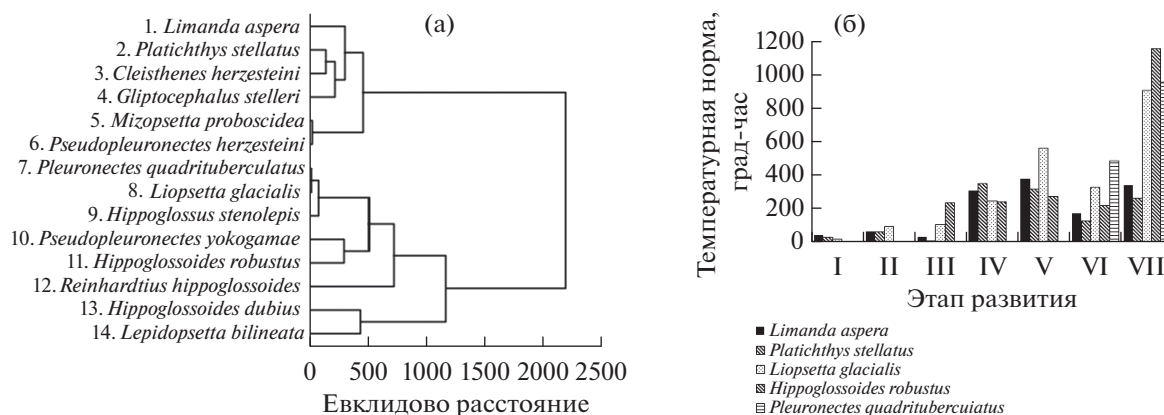 (а)
1. Limanda aspera
2. Platichthys stellatus
3. Cleisthenes herzesteini
4. Gliptocephalus stelleri
5. Mizopsetta proboscidea
6. Pseudopleuronectes herzesteini
7. Pleuronectes quadrituberculatus
8. Liopsetta glacialis
9. Hippoglossus stenolepis
10. Pseudopleuronectes yokogamae
11. Hippoglossoides robustus
12. Reinhardtius hippoglossoides
13. Hippoglossoides dubius
14. Lepidopsetta bilineata
0 500 1000 1500 2000 2500
Евклидово расстояние
(б)
Температурная норма,
град-час
1200
1000
800
600
400
200
0
I II III IV V VI VII
Этап развития
Limanda aspera
Platichthys stellatus
Liopsetta glacialis
Hippoglossoides robustus
Pleuronectes quadritubercuiatus